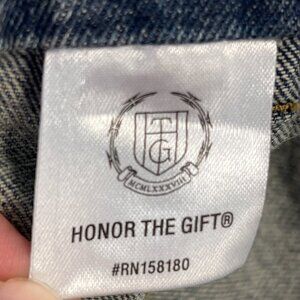 HTG
MCMLXXXVIII
HONOR THE GIFT®
#RN158180